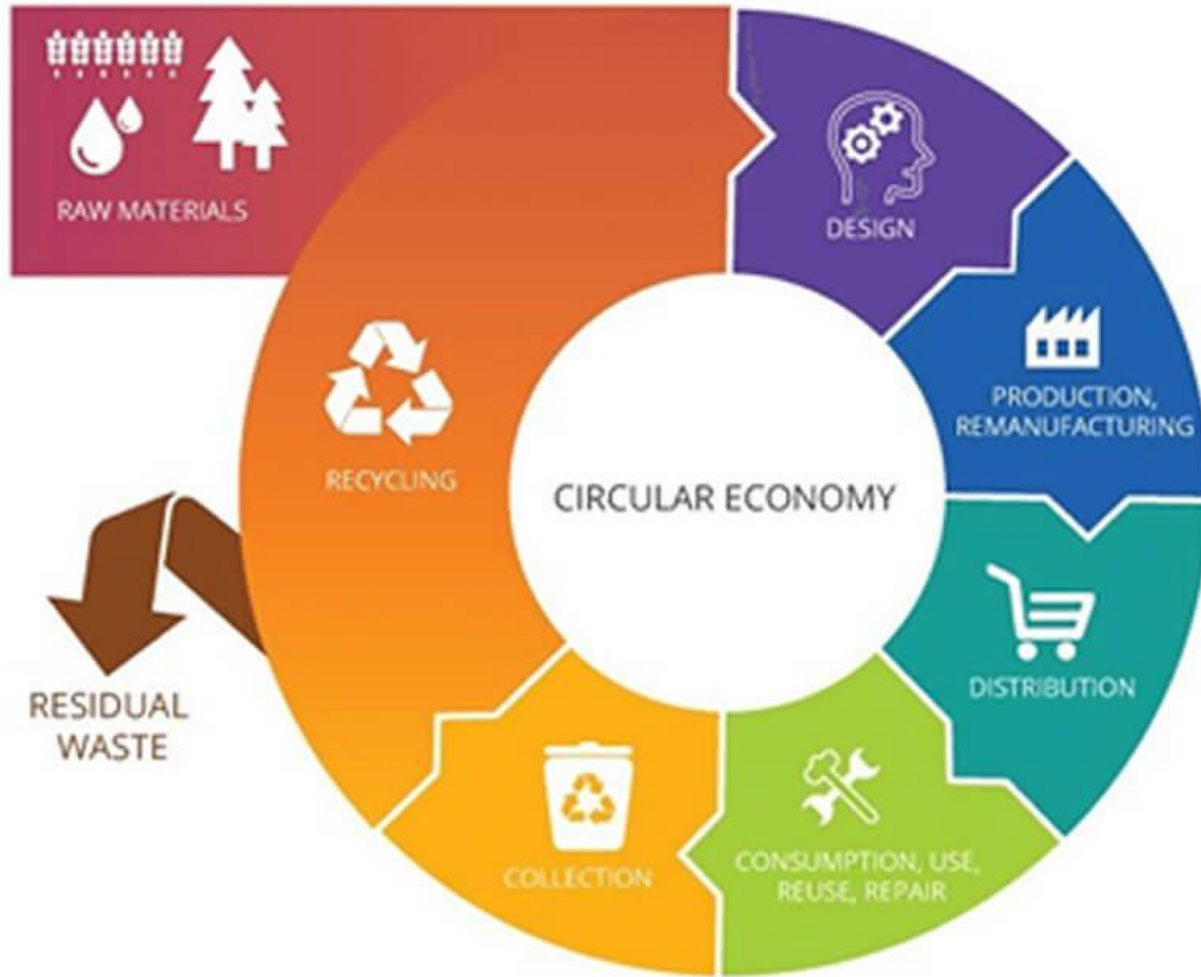 RAW MATERIALS
DESIGN
PRODUCTION,
REMANUFACTURING
RECYCLING
CIRCULAR ECONOMY
DISTRIBUTION
RESIDUAL
WASTE
CONSUMPTION, USE,
REUSE, REPAIR
COLLECTION